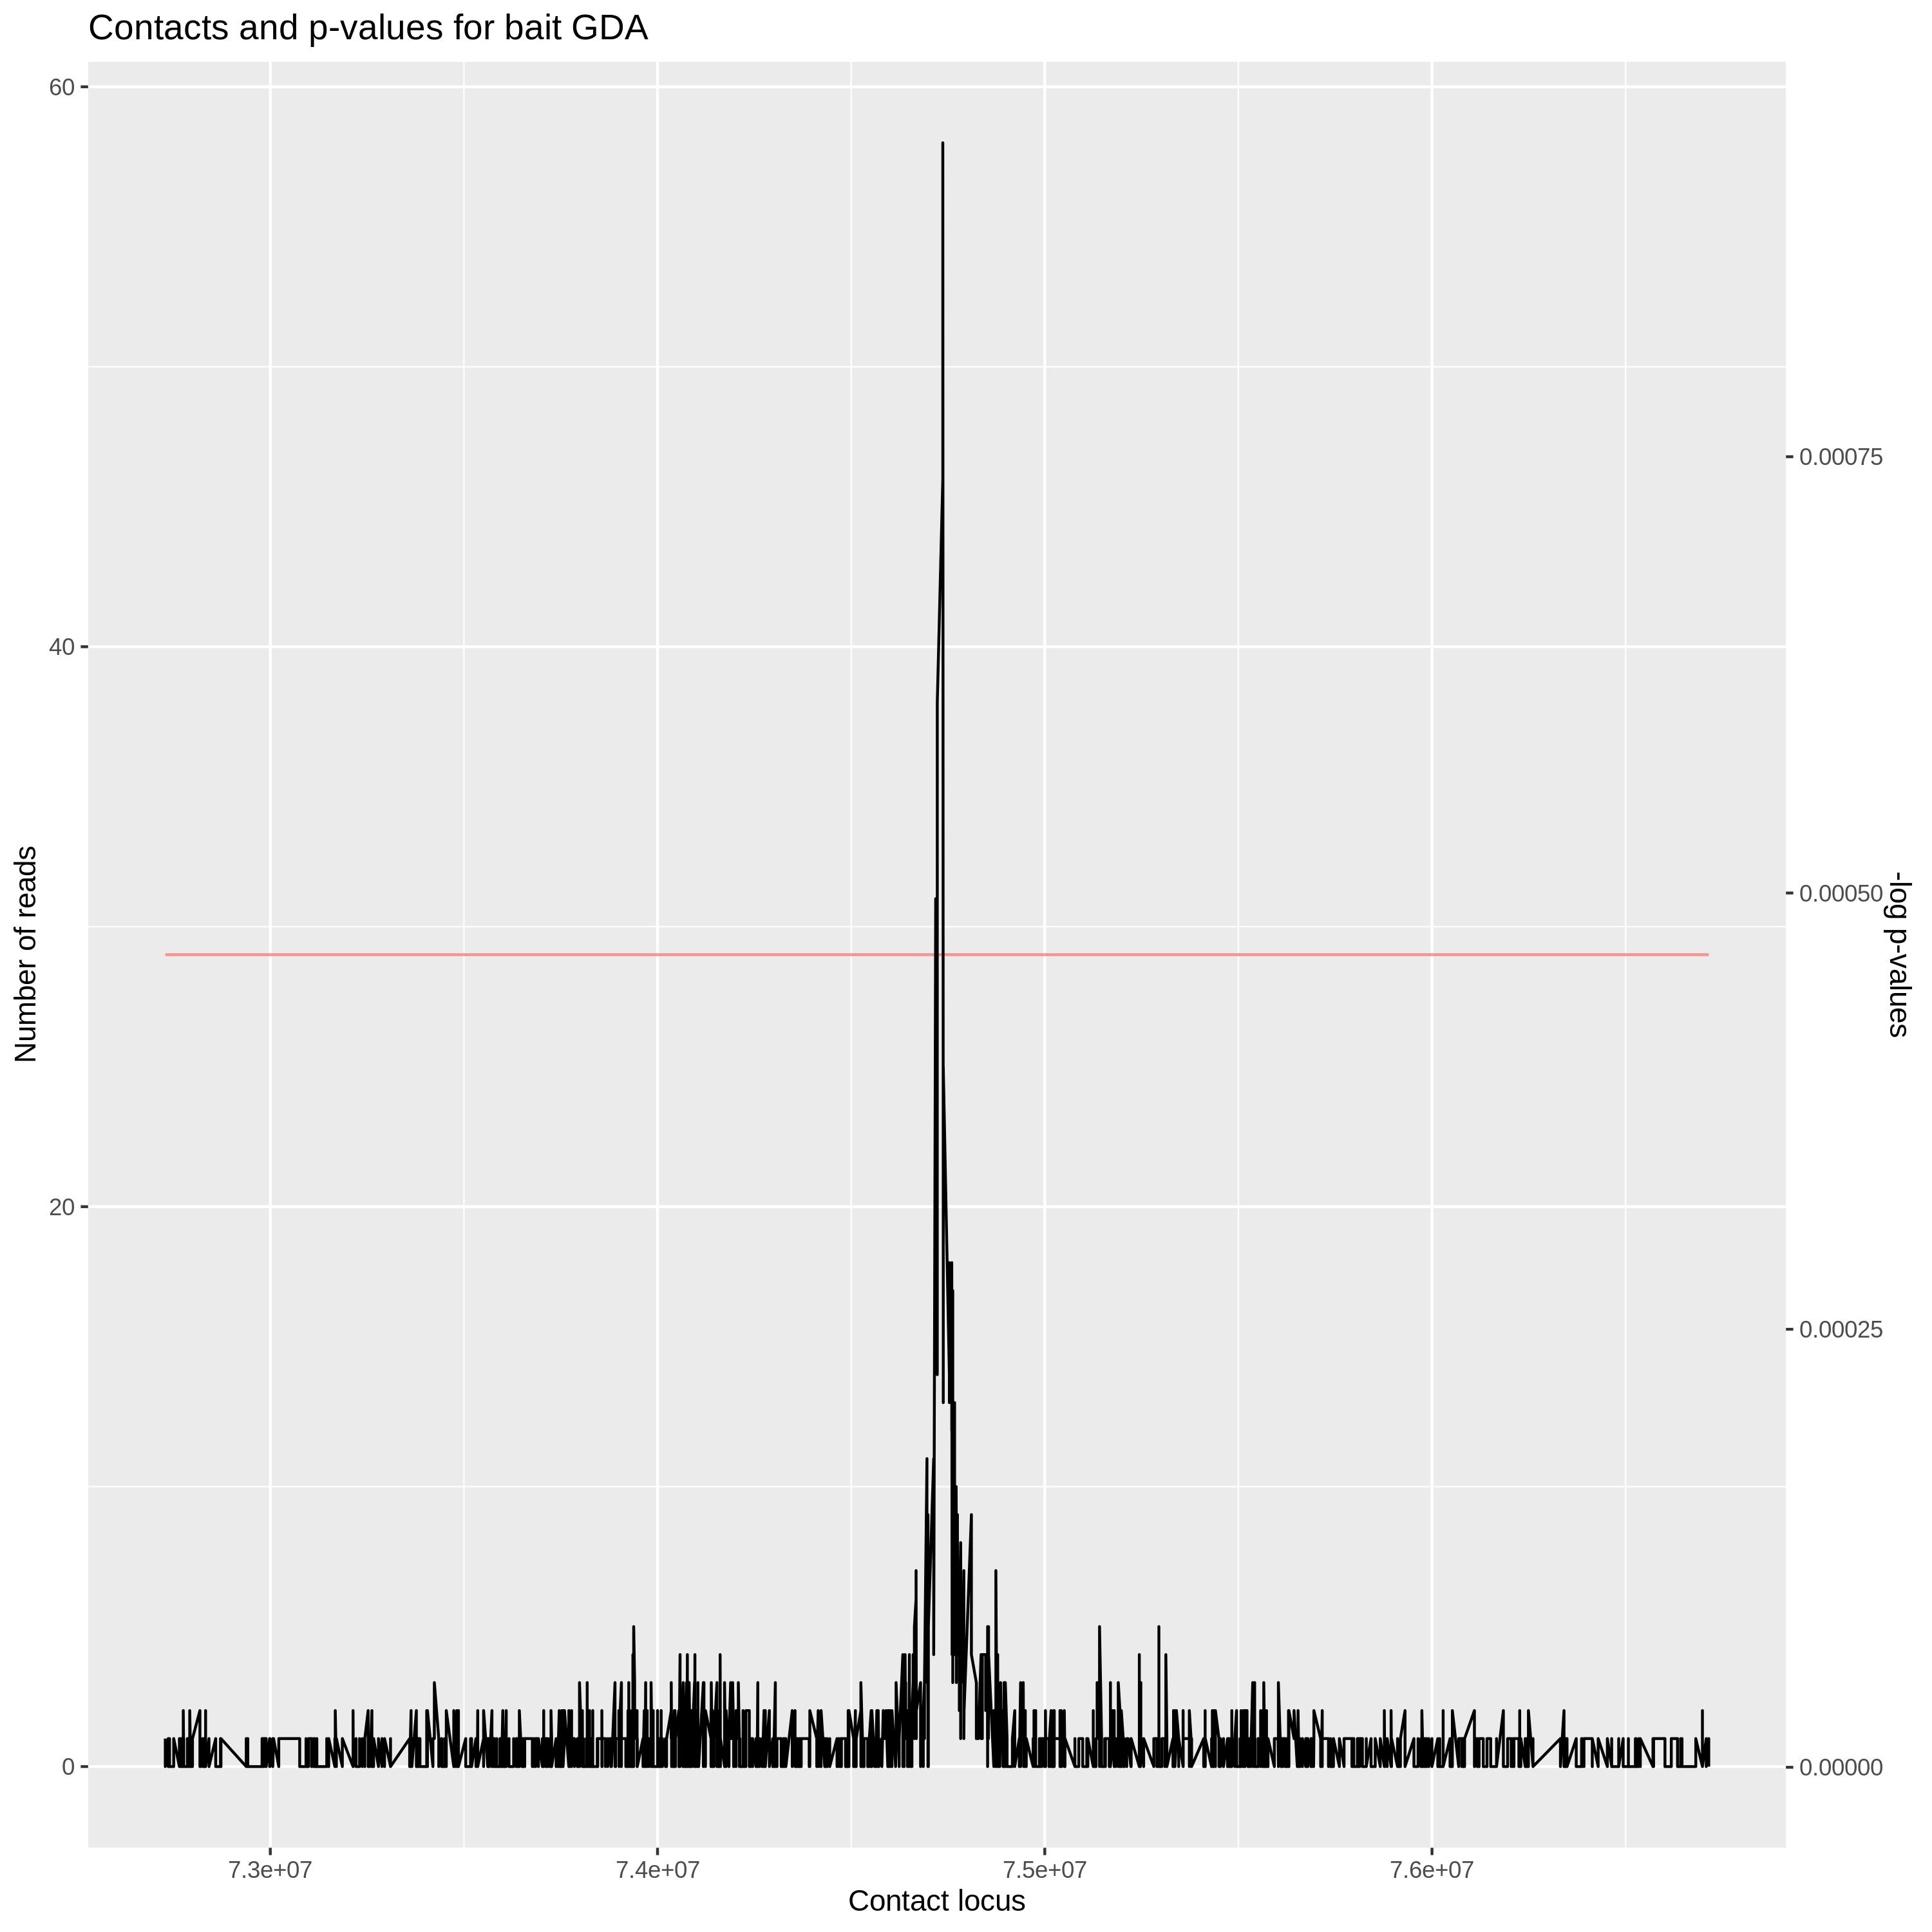 Contacts and p-values for bait GDA
60
40
20
0
Number of reads
0.00075
0.00050
0.00025
0.00000
-log p-values
7.3e+07
7.4e+07
7.5e+07
7.6e+07
Contact locus